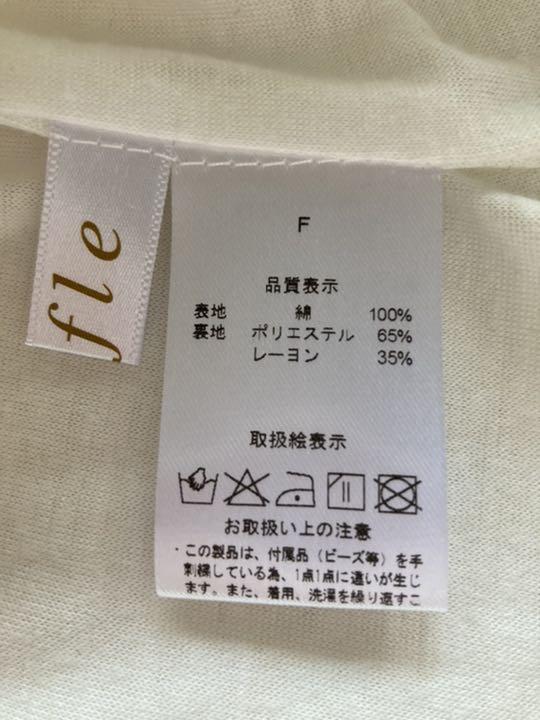 fle
F
品質表示
表地 綿 100%
裏地 ポリエステル 65%
レーヨン 35%
取扱絵表示
お取扱い上の注意
・この製品は、付属品（ビーズ等）を手
刺繍している為、1点1点に違いが生じ
ます。また、着用、洗濯を繰り返すこ